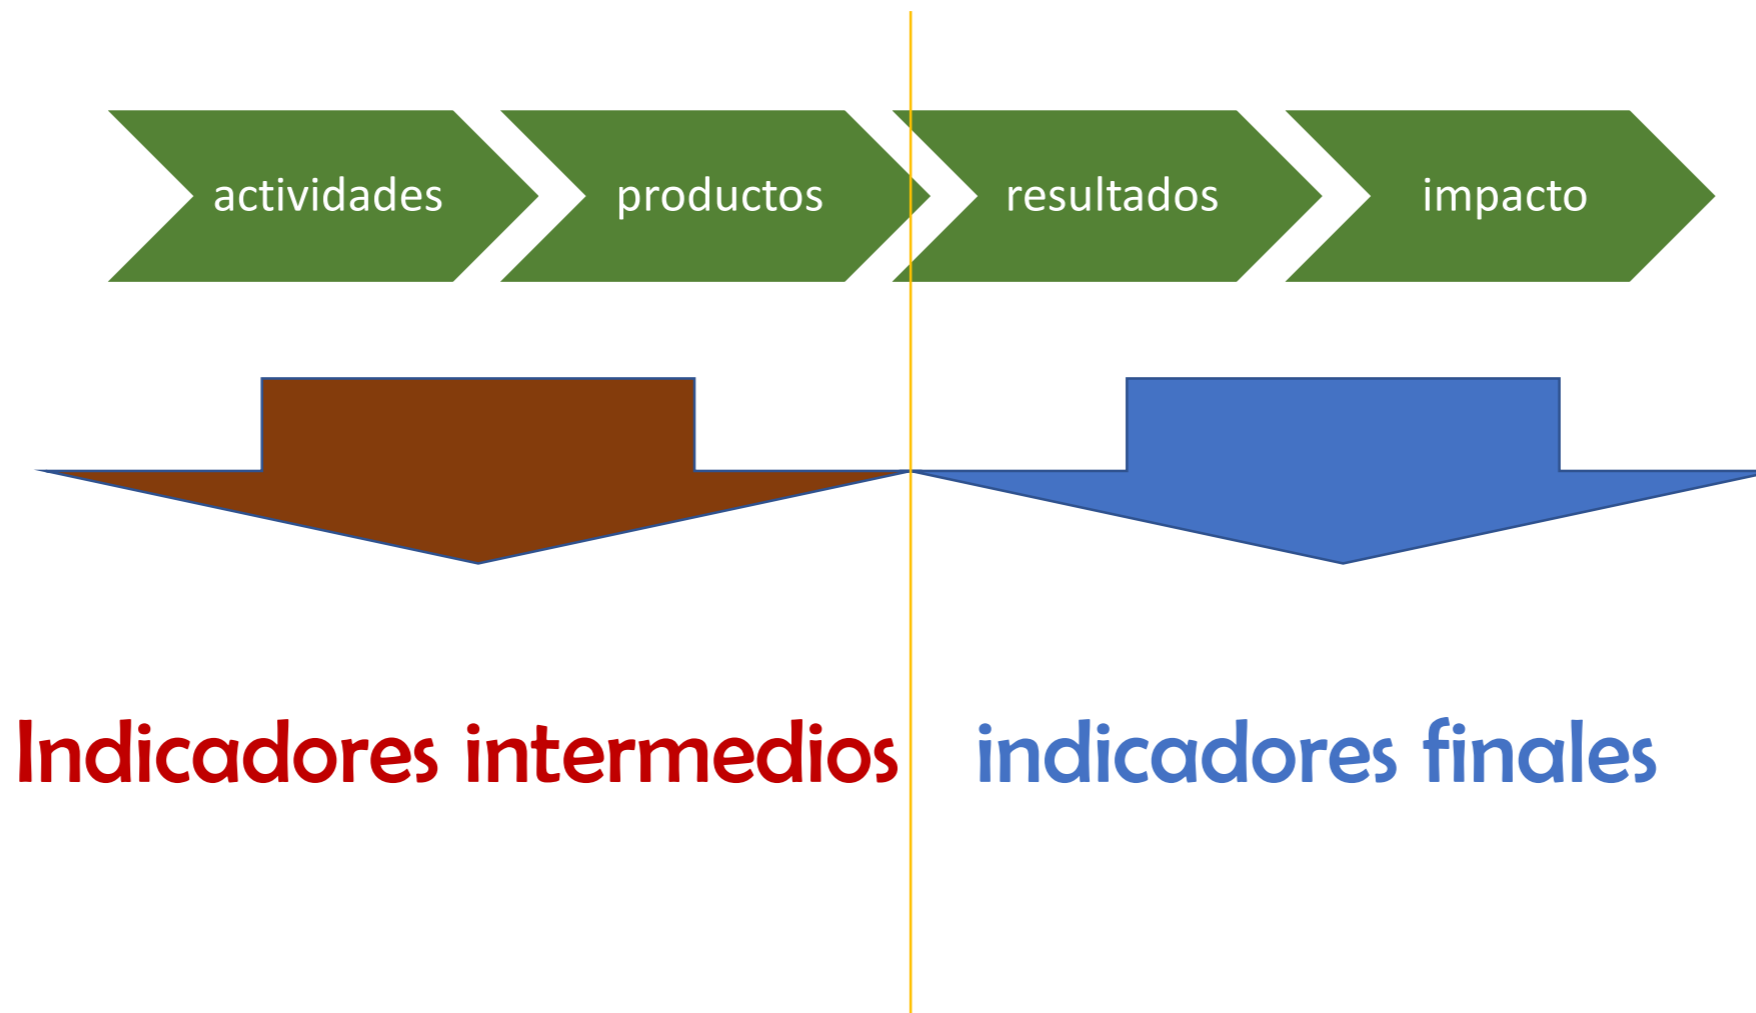 actividades
productos
resultados
impacto
Indicadores intermedios
indicadores finales